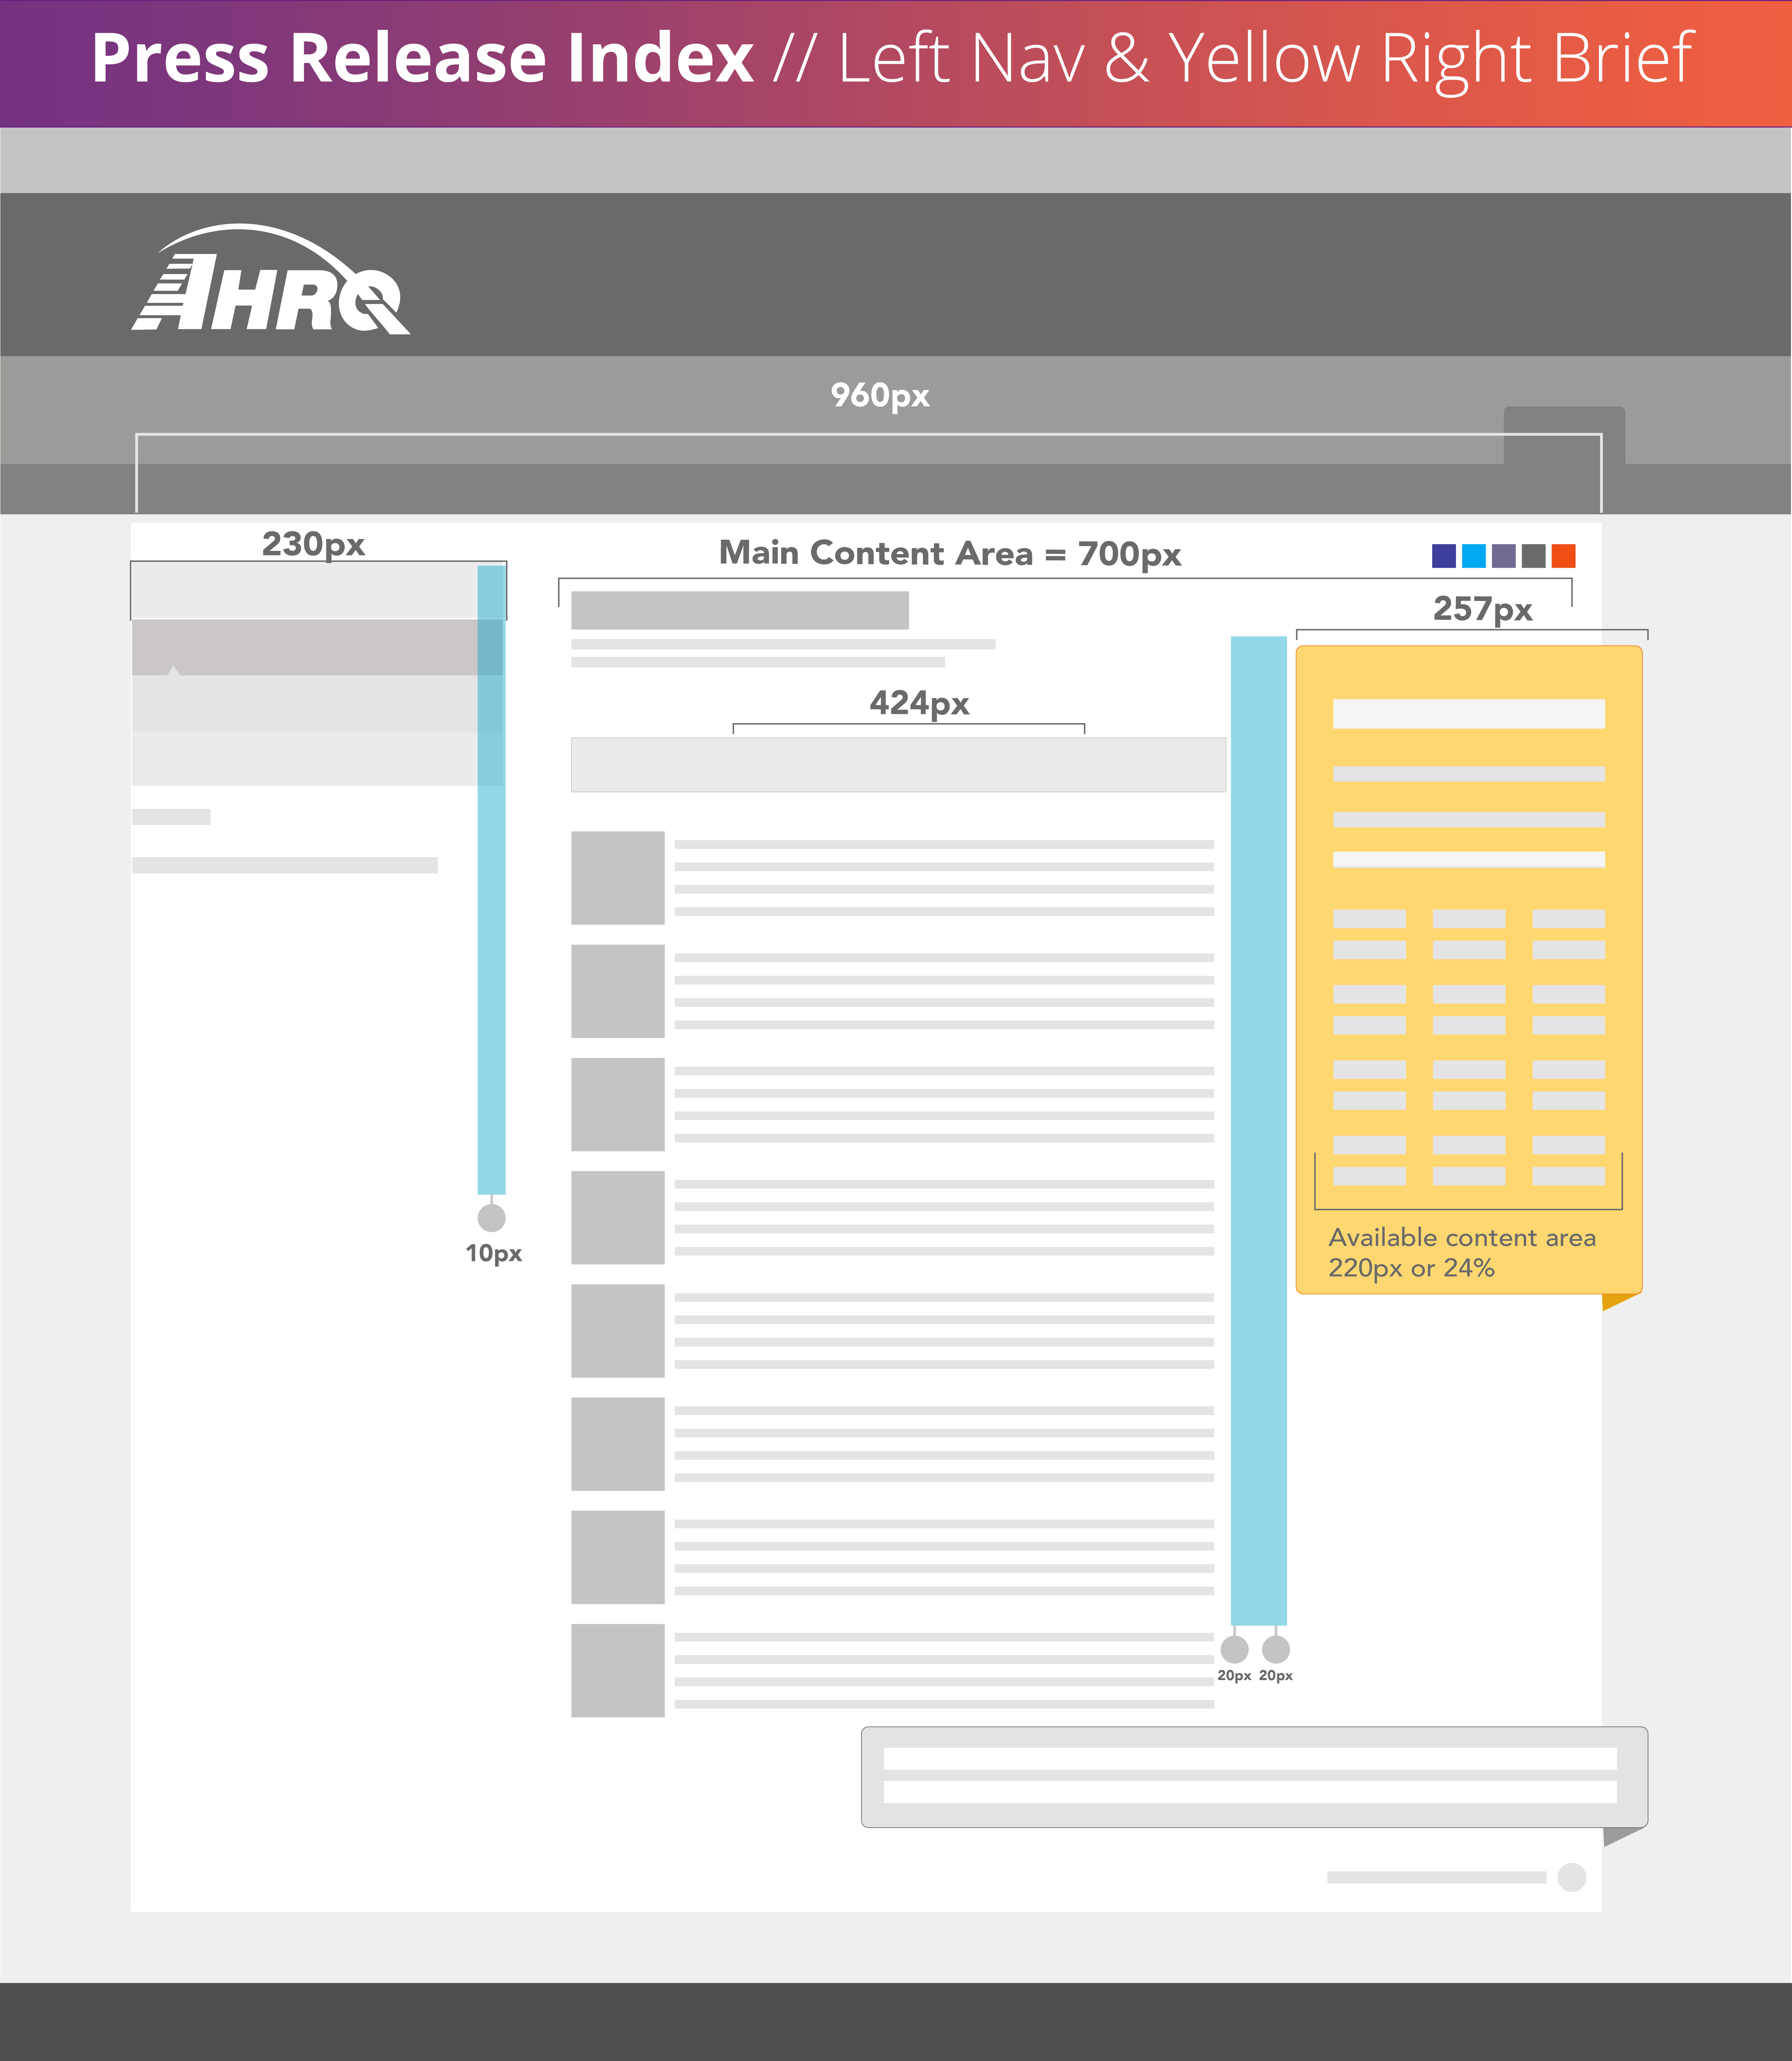 Press Release Index // Left Nav & Yellow Right Brief
AHRQ
960px
230px
Main Content Area = 700px
257px
424px
10px
Available content area
220px or 24%
20px 20px